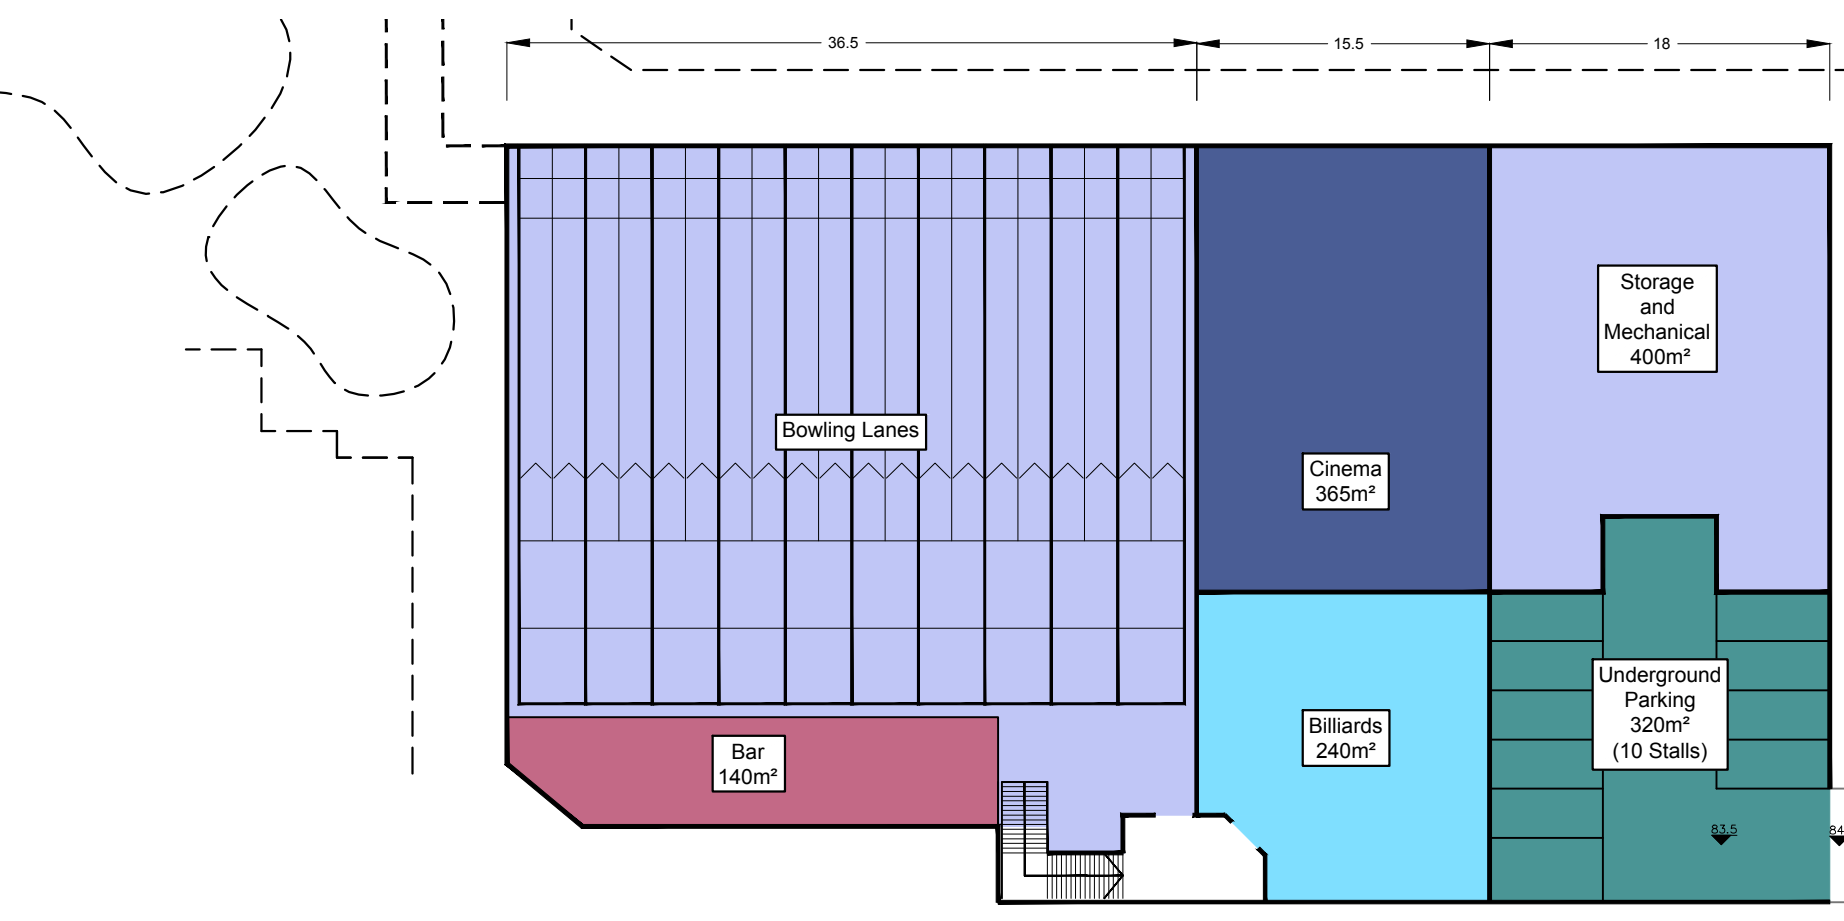 36.5
15.5
18
Storage
and
Mechanical
400m²
Bowling Lanes
Cinema
365m²
Underground
Parking
320m²
(10 Stalls)
Billiards
240m²
Bar
140m²
83.5
84